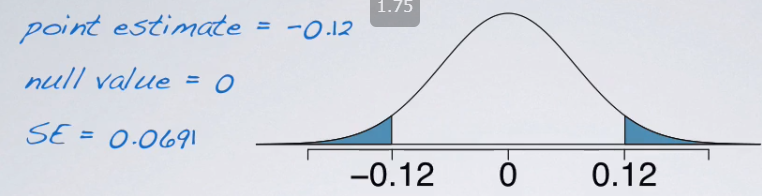 1.75
point estimate = -0.12
null value = 0
SE = 0.0691
-0.12 0 0.12